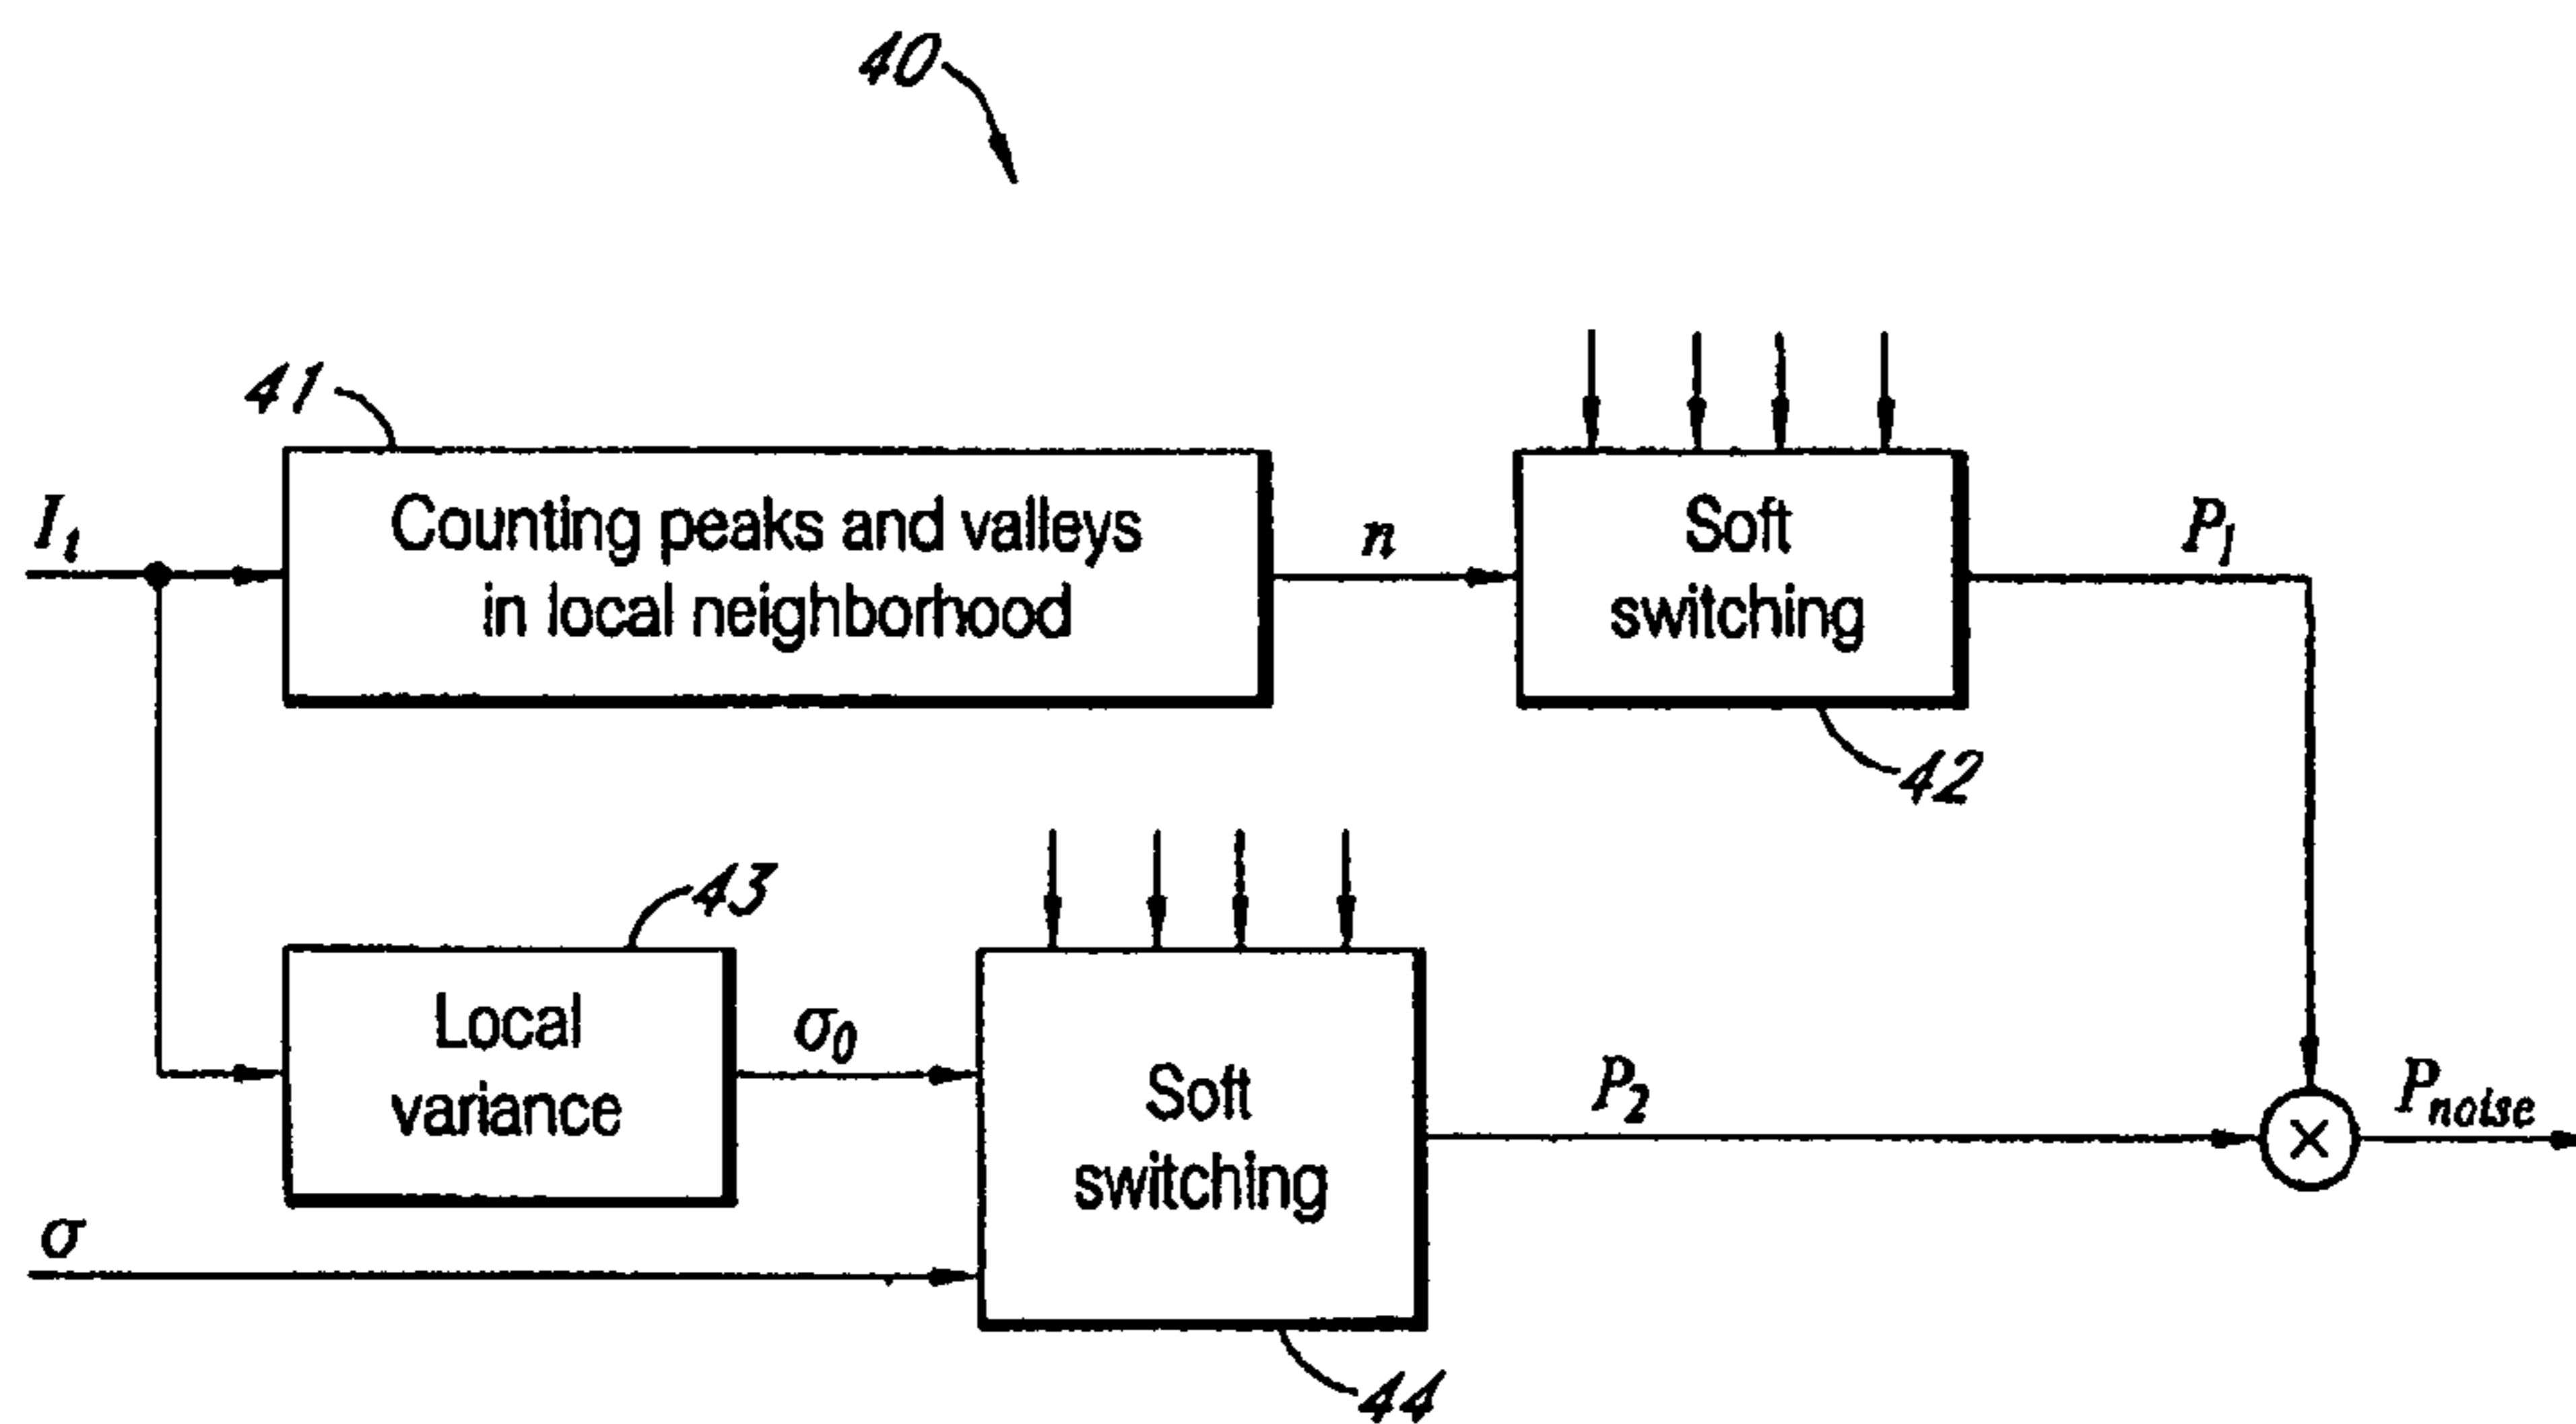 40
41
I_t
Counting peaks and valleys
in local neighborhood
n
Soft
switching
P_1
42
43
Local
variance
σ_0
Soft
switching
P_2
×
P_noise
σ
44